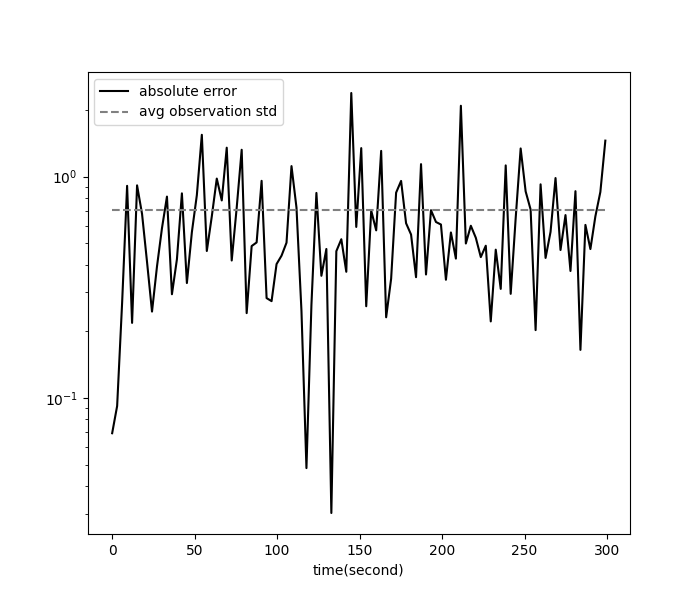 absolute error
avg observation std
10⁰
10⁻¹
0 50 100 150 200 250 300
time(second)